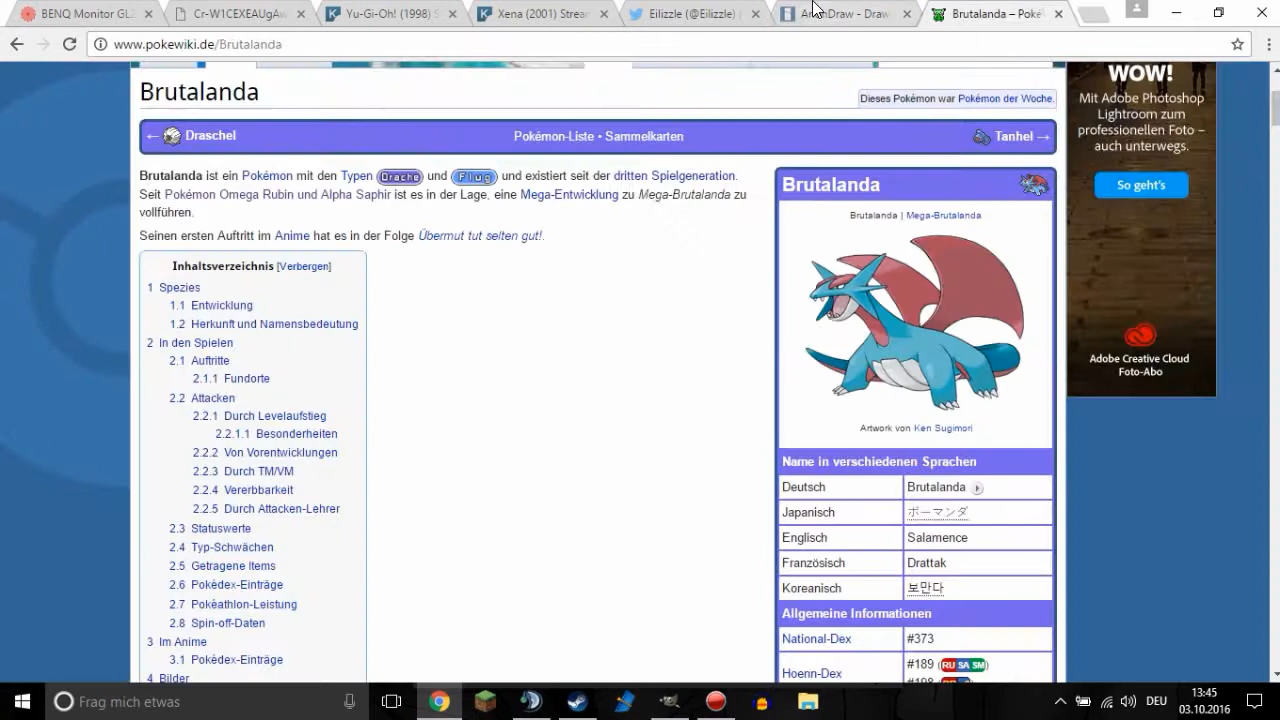 BENQ Monitor GL2
Cr-W1CEXEAUgAw
Yu-Gi-Oh! (1998) S
Xena (2001) Stream
Eilizzle (@Eilizzle) |
Draw
Brutalanda – Poké
www.pokewiki.de/Brutalanda
Brutalanda
Dieses Pokémon war Pokémon der Woche.
← Draschel
Pokémon-Liste • Sammelkarten
Tanhel →
Brutalanda ist ein Pokémon mit den Typen Drache und Flug und existiert seit der dritten Spielgeneration.
Seit Pokémon Omega Rubin und Alpha Saphir ist es in der Lage, eine Mega-Entwicklung zu Mega-Brutalanda zu
vollführen.
Seinen ersten Auftritt im Anime hat es in der Folge Übermut tut selten gut!.
Inhaltsverzeichnis [Verbergen]
1 Spezies
1.1 Entwicklung
1.2 Herkunft und Namensbedeutung
2 In den Spielen
2.1 Auftritte
2.1.1 Fundorte
2.2 Attacken
2.2.1 Durch Levelaufstieg
2.2.1.1 Besonderheiten
2.2.2 Von Vorentwicklungen
2.2.3 Durch TM/VM
2.2.4 Vererbbarkeit
2.2.5 Durch Attacken-Lehrer
2.3 Statuswerte
2.4 Typ-Schwächen
2.5 Getragene Items
2.6 Pokédex-Einträge
2.7 Pokéathlon-Leistung
2.8 Spin-off-Daten
3 Im Anime
3.1 Pokédex-Einträge
4 Bilder
Brutalanda
Brutalanda | Mega-Brutalanda
Artwork von Ken Sugimori
Name in verschiedenen Sprachen
Deutsch Brutalanda
Japanisch ボーマンダ
Englisch Salamence
Französisch Drattak
Koreanisch 보만다
Allgemeine Informationen
National-Dex #373
Hoenn-Dex #189 (RU SA SM)
#198
WOW!
Mit Adobe Photoshop
Lightroom zum
professionellen Foto –
auch unterwegs.
So geht's
Adobe Creative Cloud
Foto-Abo
Frag mich etwas
DEU
13:45
03.10.2016